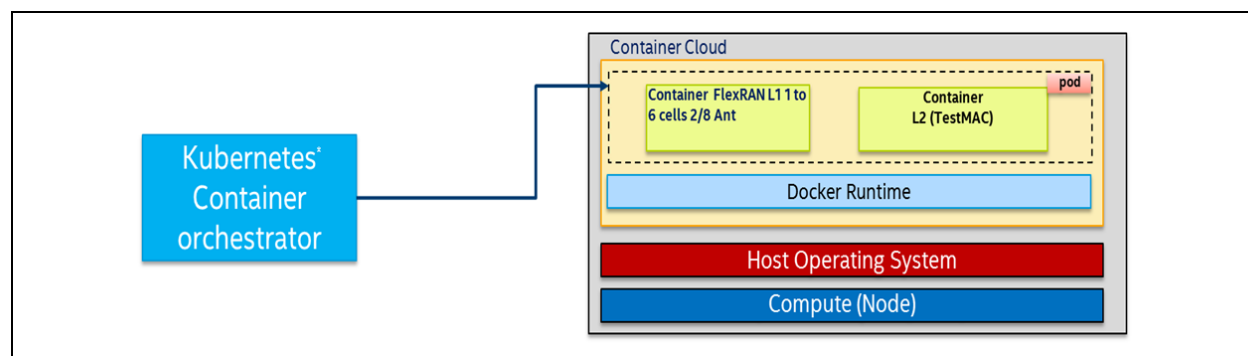 Container Cloud
pod
Container FlexRAN L1 1 to
6 cells 2/8 Ant
Container
L2 (TestMAC)
Kubernetes*
Container
orchestrator
Docker Runtime
Host Operating System
Compute (Node)